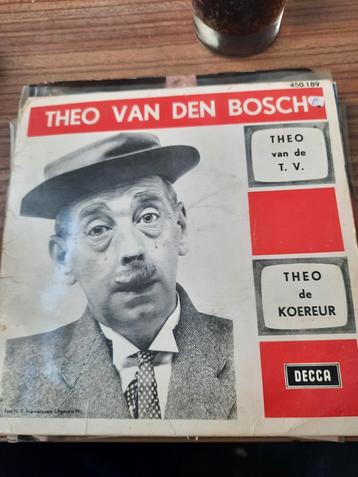 450.189
THEO VAN DEN BOSCH
THEO
van de
T. V.
THEO
de
KOEREUR
DECCA